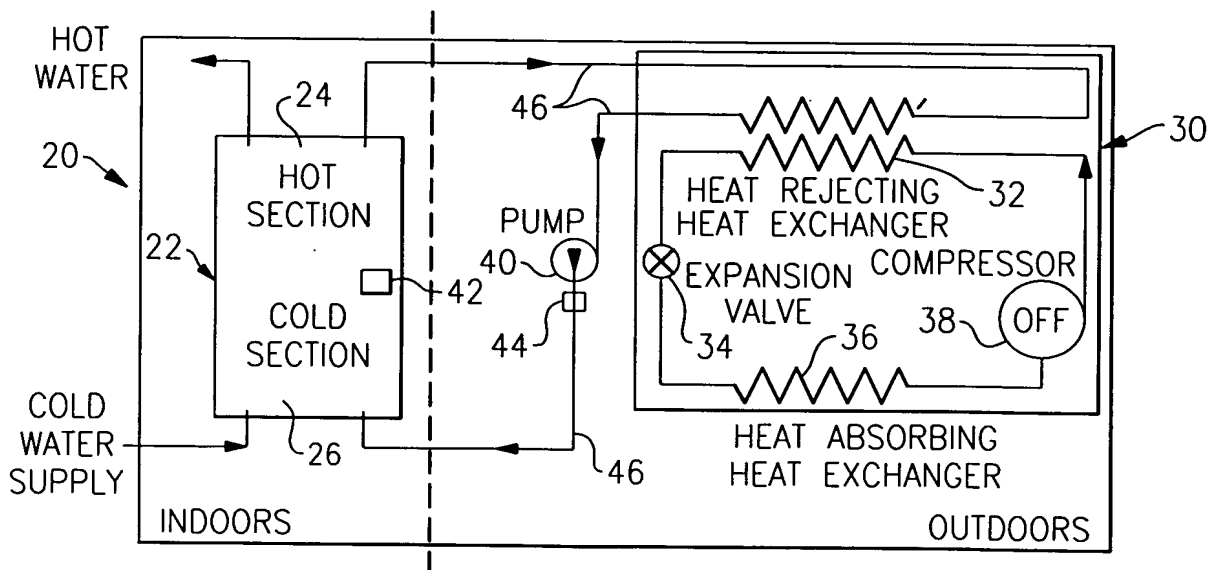 HOT
WATER
24
46
20
HOT
SECTION
30
32
HEAT REJECTING
HEAT EXCHANGER
PUMP
22
40
42
COMPRESSOR
EXPANSION
VALVE
34
38
OFF
44
COLD
SECTION
36
COLD
WATER
SUPPLY
26
46
HEAT ABSORBING
HEAT EXCHANGER
INDOORS
OUTDOORS